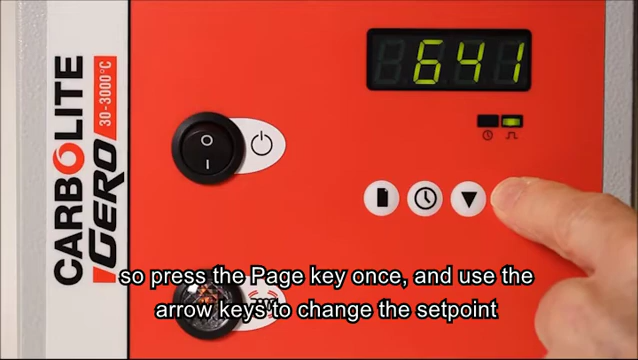 CARBOLITE
GERO 30-3000°C
641
so press the Page key once, and use the
arrow keys to change the setpoint